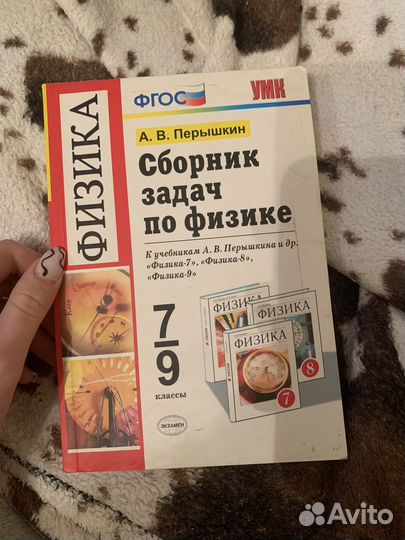 ФИЗИКА
ФГОС
УМК
А. В. Перышкин
Сборник
задач
по физике
К учебникам А. В. Перышкина и др.
«Физика-7», «Физика-8»,
«Физика-9»
7
9
классы
ЭКЗАМЕН
ФИЗИКА
ФИЗИКА
ФИЗИКА
8
7
Avito